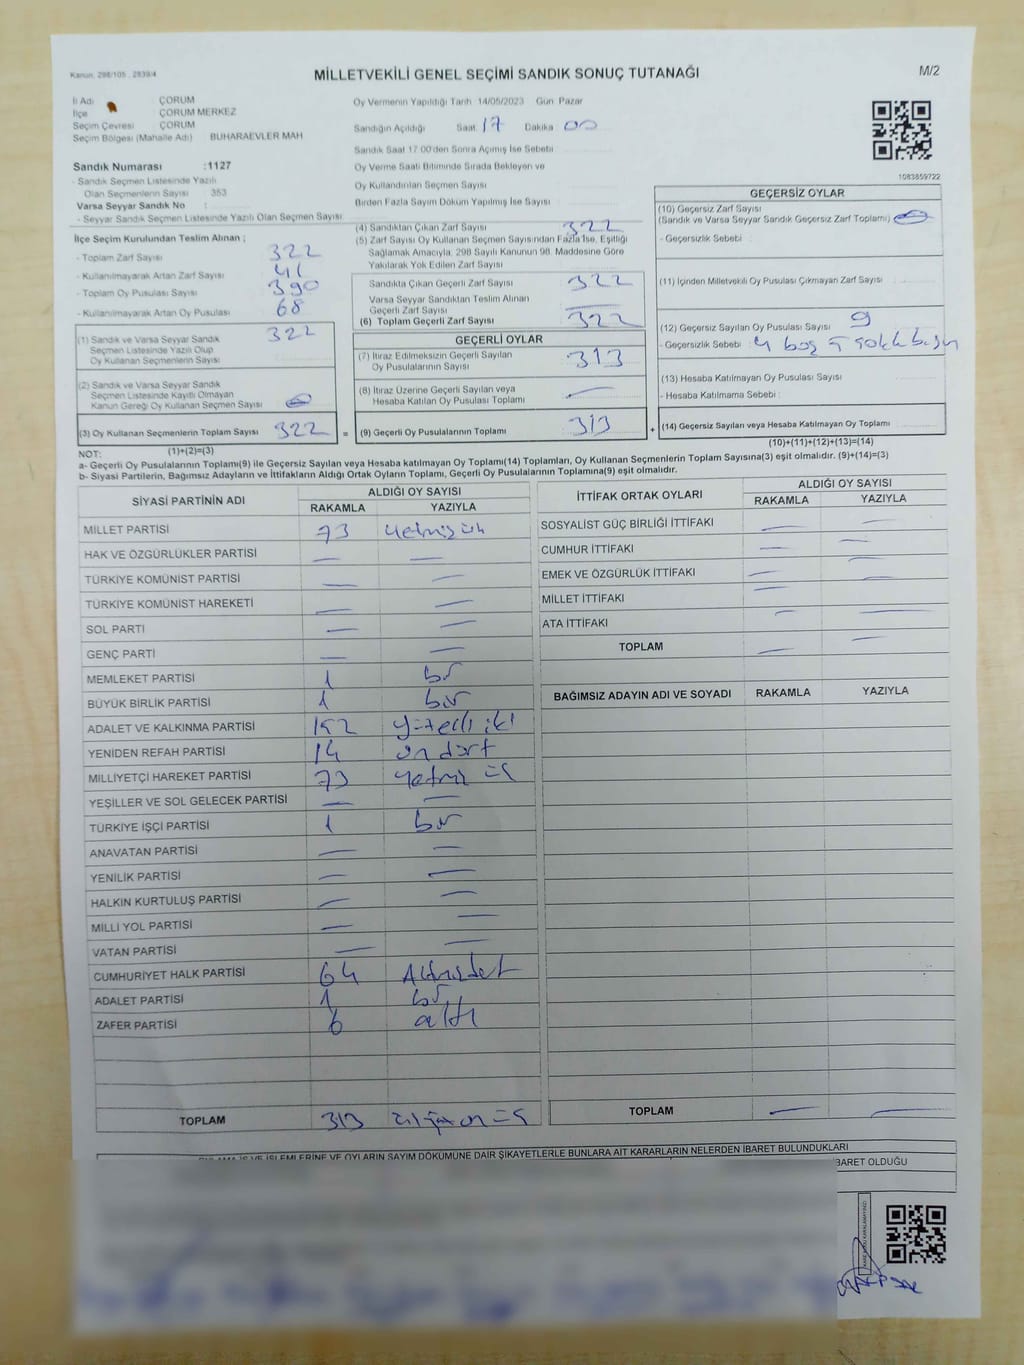 Kanun: 298/105 , 2839/4
MİLLETVEKİLİ GENEL SEÇİMİ SANDIK SONUÇ TUTANAĞI
M/2
İl Adı ÇORUM
İlçe ÇORUM MERKEZ
Seçim Çevresi ÇORUM
Seçim Bölgesi (Mahalle Adı) BUHARAEVLER MAH
Sandık Numarası :1127
- Sandık Seçmen Listesinde Yazılı
Olan Seçmenlerin Sayısı 353
Varsa Seyyar Sandık No :
- Seyyar Sandık Seçmen Listesinde Yazılı Olan Seçmen Sayısı
Oy Vermenin Yapıldığı Tarih 14/05/2023 Gün Pazar
Sandığın Açıldığı Saat 17 Dakika 00
Sandık Saat 17:00'den Sonra Açmış İse Sebebi
Oy Verme Saati Bitiminde Sırada Bekleyen ve
Oy Kullandırılan Seçmen Sayısı
Birden Fazla Sayım Döküm Yapılmış İse Sayısı
1083859722
İlçe Seçim Kurulundan Teslim Alınan ;
- Toplam Zarf Sayısı 322
- Kullanılmayarak Artan Zarf Sayısı 41
- Toplam Oy Pusulası Sayısı 390
- Kullanılmayarak Artan Oy Pusulası 68
(1) Sandık ve Varsa Seyyar Sandık 322
Seçmen Listesinde Yazılı Olup
Oy Kullanan Seçmenlerin Sayısı
(2) Sandık ve Varsa Seyyar Sandık
Seçmen Listesinde Kayıtlı Olmayan
Kanun Gereği Oy Kullanan Seçmen Sayısı
(3) Oy Kullanan Seçmenlerin Toplam Sayısı 322 =
(1)+(2)=(3)
(4) Sandıktan Çıkan Zarf Sayısı 322
(5) Zarf Sayısı Oy Kullanan Seçmen Sayısından Fazla İse, Eşitliği
Sağlamak Amacıyla, 298 Sayılı Kanunun 98. Maddesine Göre
Yakılarak Yok Edilen Zarf Sayısı
Sandıkta Çıkan Geçerli Zarf Sayısı 322
Varsa Seyyar Sandıktan Teslim Alınan
Geçerli Zarf Sayısı —
(6) Toplam Geçerli Zarf Sayısı 322
GEÇERLİ OYLAR
(7) İtiraz Edilmeksizin Geçerli Sayılan 313
Oy Pusulalarının Sayısı
(8) İtiraz Üzerine Geçerli Sayılan veya —
Hesaba Katılan Oy Pusulası Toplamı
(9) Geçerli Oy Pusulalarının Toplamı 313 +
GEÇERSİZ OYLAR
(10) Geçersiz Zarf Sayısı
(Sandık ve Varsa Seyyar Sandık Geçersiz Zarf Toplamı)
- Geçersizlik Sebebi :
(11) İçinden Milletvekili Oy Pusulası Çıkmayan Zarf Sayısı
(12) Geçersiz Sayılan Oy Pusulası Sayısı 9
- Geçersizlik Sebebi : 4 boş 5
(13) Hesaba Katılmayan Oy Pusulası Sayısı
- Hesaba Katılmama Sebebi :
(14) Geçersiz Sayılan veya Hesaba Katılmayan Oy Toplamı
(10)+(11)+(12)+(13)=(14)
NOT:
a- Geçerli Oy Pusulalarının Toplamı(9) ile Geçersiz Sayılan veya Hesaba katılmayan Oy Toplamı(14) Toplamları, Oy Kullanan Seçmenlerin Toplam Sayısına(3) eşit olmalıdır. (9)+(14)=(3)
b- Siyasi Partilerin, Bağımsız Adayların ve İttifakların Aldığı Ortak Oyların Toplamı, Geçerli Oy Pusulalarının Toplamına(9) eşit olmalıdır.
SİYASİ PARTİNİN ADI
ALDIĞI OY SAYISI
RAKAMLA YAZIYLA
MİLLET PARTİSİ 73 yetmiş üç
HAK VE ÖZGÜRLÜKLER PARTİSİ — —
TÜRKİYE KOMÜNİST PARTİSİ — —
TÜRKİYE KOMÜNİST HAREKETİ — —
SOL PARTİ — —
GENÇ PARTİ — —
MEMLEKET PARTİSİ 1 bir
BÜYÜK BİRLİK PARTİSİ 1 bir
ADALET VE KALKINMA PARTİSİ 152 yüzelli iki
YENİDEN REFAH PARTİSİ 14 on dört
MİLLİYETÇİ HAREKET PARTİSİ 73 yetmiş üç
YEŞİLLER VE SOL GELECEK PARTİSİ — —
TÜRKİYE İŞÇİ PARTİSİ 1 bir
ANAVATAN PARTİSİ — —
YENİLİK PARTİSİ — —
HALKIN KURTULUŞ PARTİSİ — —
MİLLİ YOL PARTİSİ — —
VATAN PARTİSİ — —
CUMHURİYET HALK PARTİSİ 64 Altmışdört
ADALET PARTİSİ 1 bir
ZAFER PARTİSİ 6 altı
TOPLAM 313 üçyüz on üç
İTTİFAK ORTAK OYLARI
ALDIĞI OY SAYISI
RAKAMLA YAZIYLA
SOSYALİST GÜÇ BİRLİĞİ İTTİFAKI — —
CUMHUR İTTİFAKI — —
EMEK VE ÖZGÜRLÜK İTTİFAKI — —
MİLLET İTTİFAKI —
ATA İTTİFAKI — —
TOPLAM — —
BAĞIMSIZ ADAYIN ADI VE SOYADI RAKAMLA YAZIYLA
TOPLAM — —
İŞ VE İŞLEMLERİNE VE OYLARIN SAYIM DÖKÜMÜNE DAİR ŞİKAYETLERLE BUNLARA AİT KARARLARIN NELERDEN İBARET BULUNDUKLARI
İBARET OLDUĞU